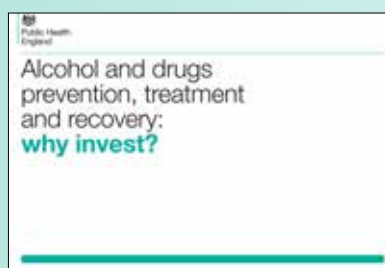 Public Health
England
Alcohol and drugs
prevention, treatment
and recovery:
why invest?